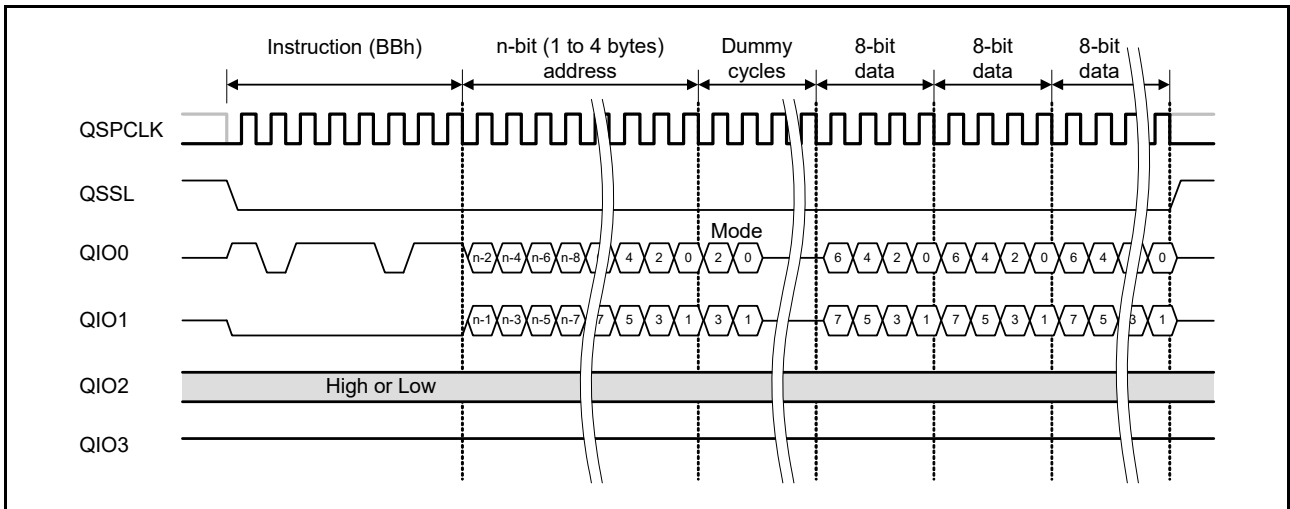 Instruction (BBh) n-bit (1 to 4 bytes) Dummy 8-bit 8-bit 8-bit
address cycles data data data
QSPCLK
QSSL
Mode
QIO0 n-2 n-4 n-6 n-8 4 2 0 2 0 6 4 2 0 6 4 2 0 6 4 0
QIO1 n-1 n-3 n-5 n-7 7 5 3 1 3 1 7 5 3 1 7 5 3 1 7 5 3 1
QIO2 High or Low
QIO3